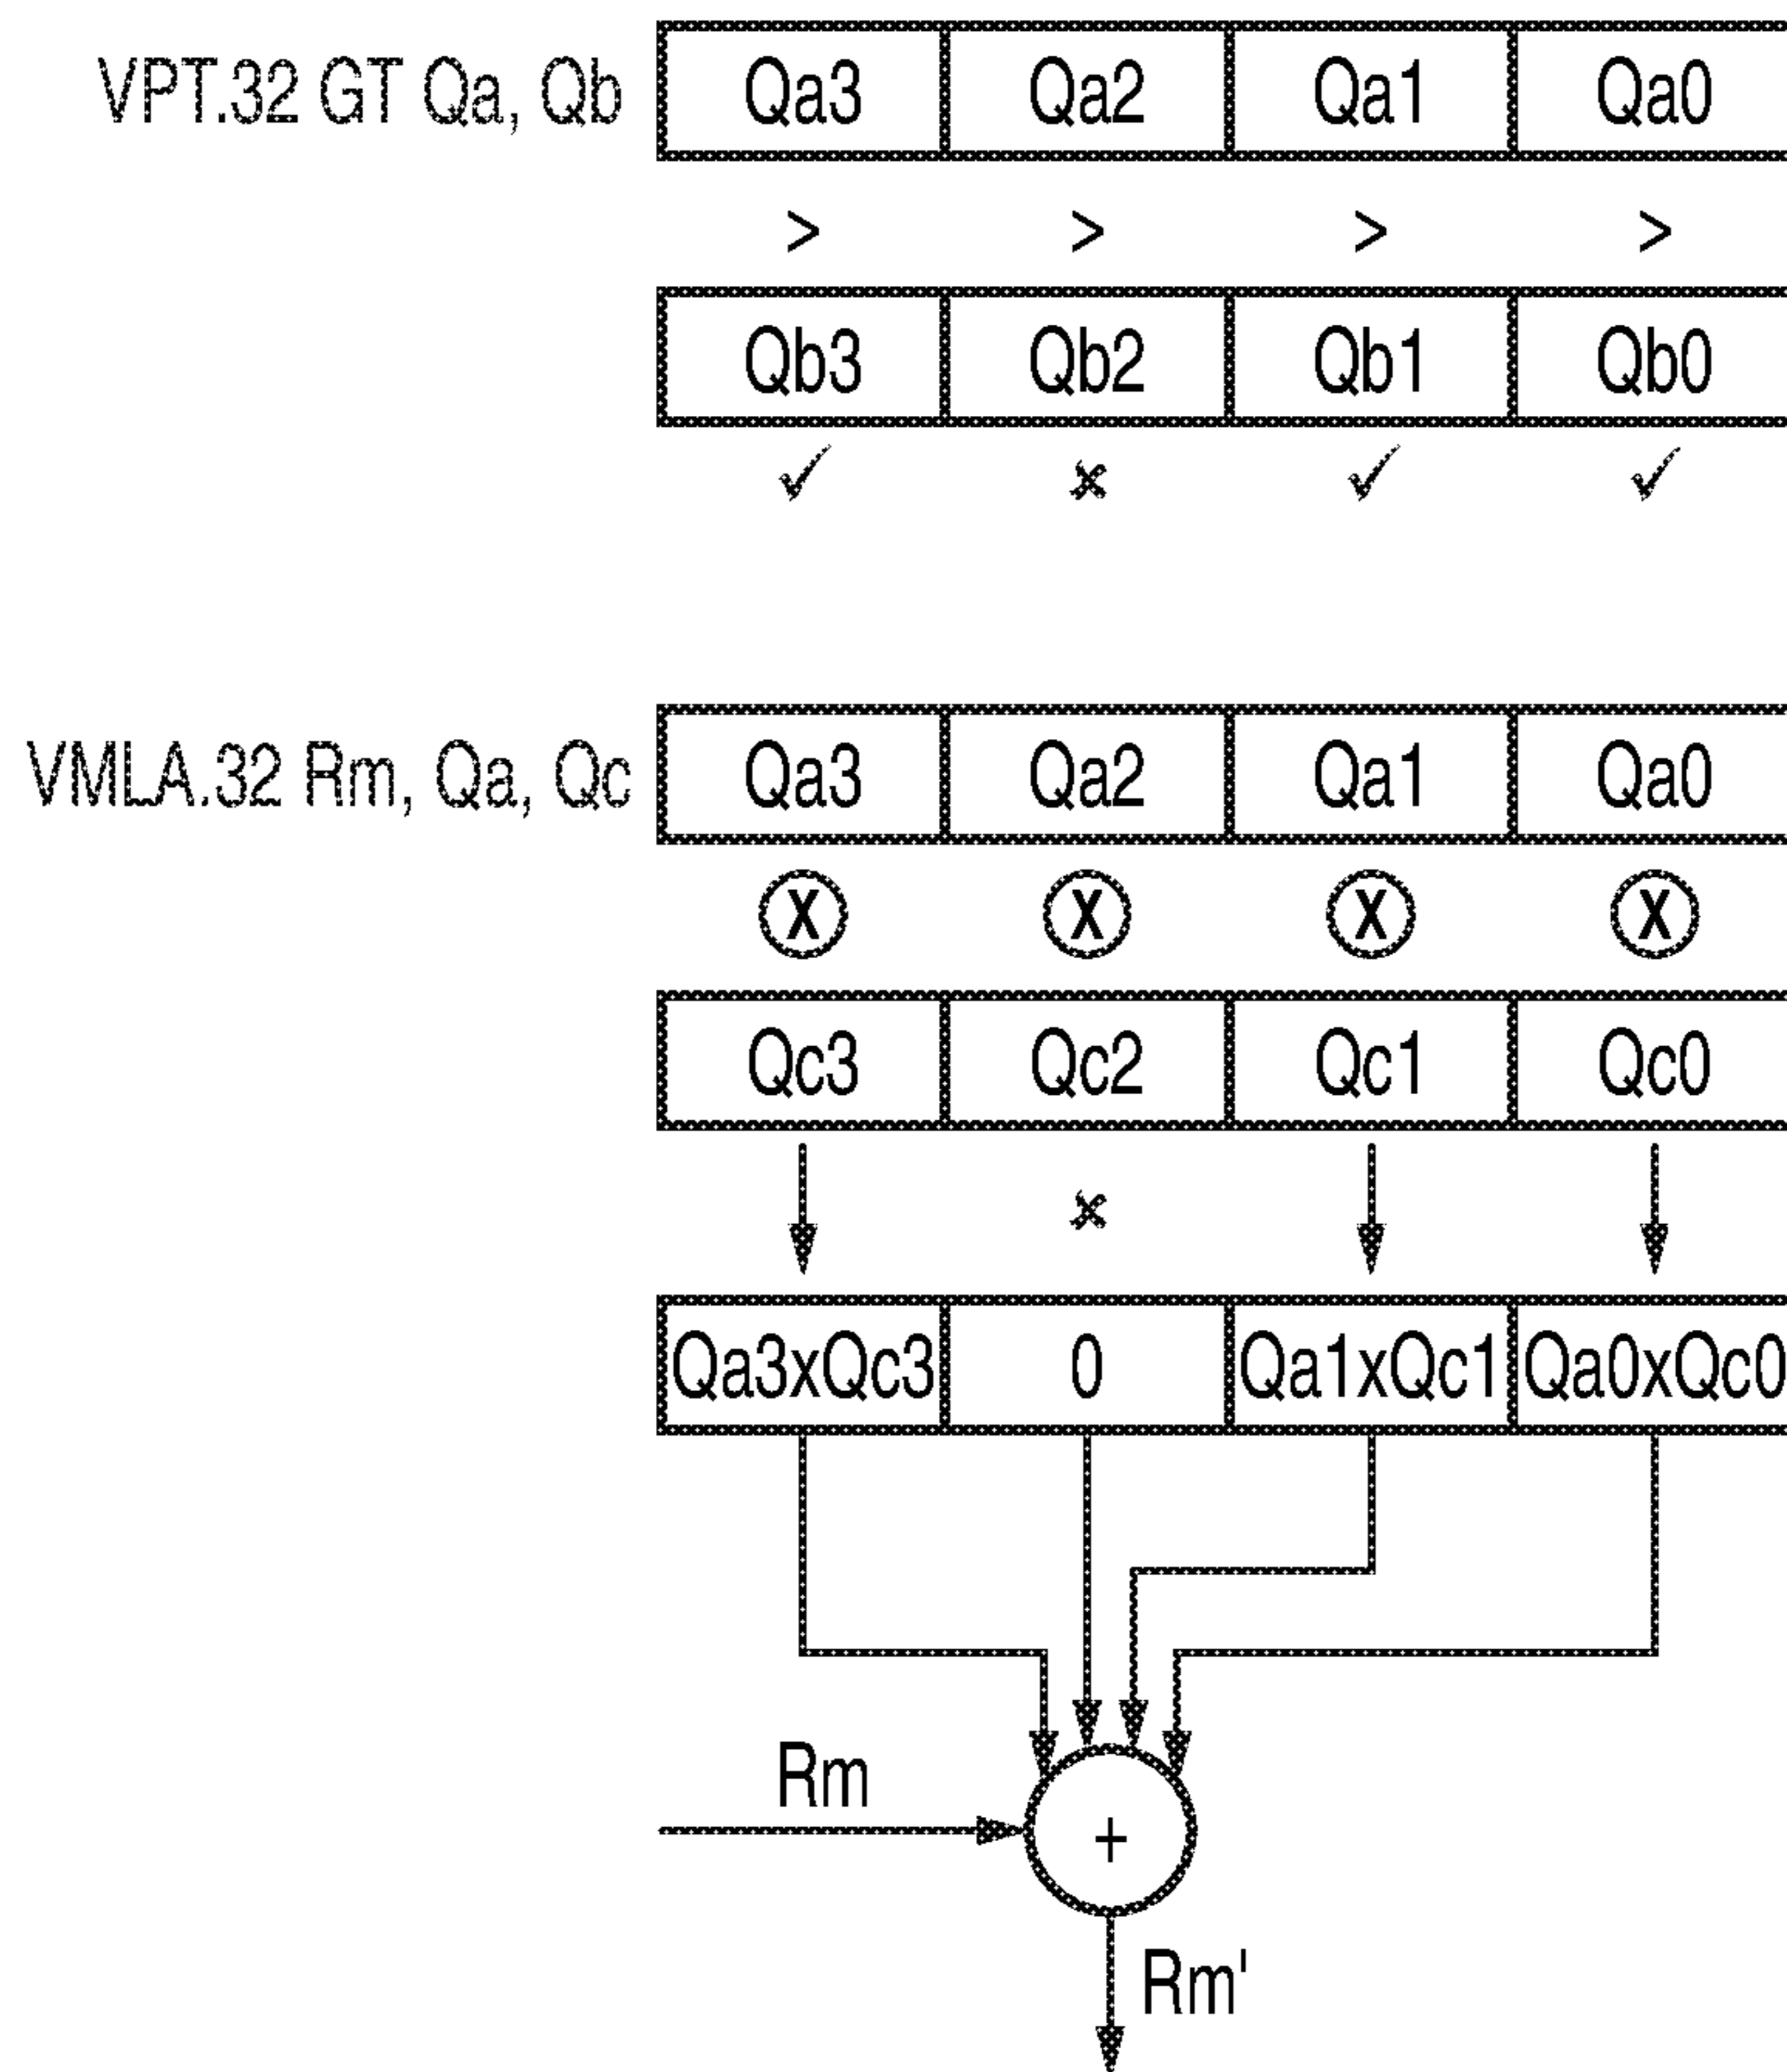 VPT.32 GT Qa, Qb Qa3 Qa2 Qa1 Qa0
> > > >
Qb3 Qb2 Qb1 Qb0
✓ × ✓ ✓
VMLA.32 Rm, Qa, Qc Qa3 Qa2 Qa1 Qa0
X X X X
Qc3 Qc2 Qc1 Qc0
×
Qa3xQc3 0 Qa1xQc1 Qa0xQc0
Rm
+
Rm'